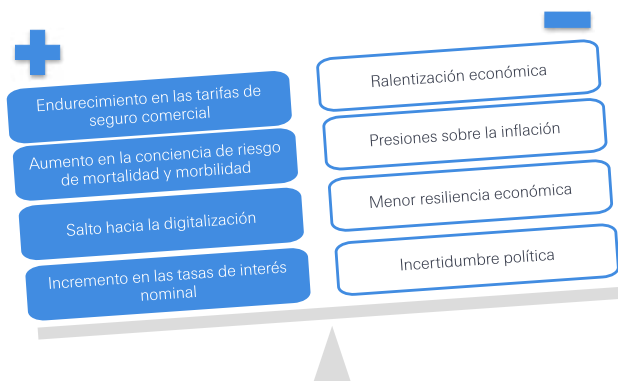 Endurecimiento en las tarifas de
seguro comercial
Aumento en la conciencia de riesgo
de mortalidad y morbilidad
Salto hacia la digitalización
Incremento en las tasas de interés
nominal
Ralentización económica
Presiones sobre la inflación
Menor resiliencia económica
Incertidumbre política